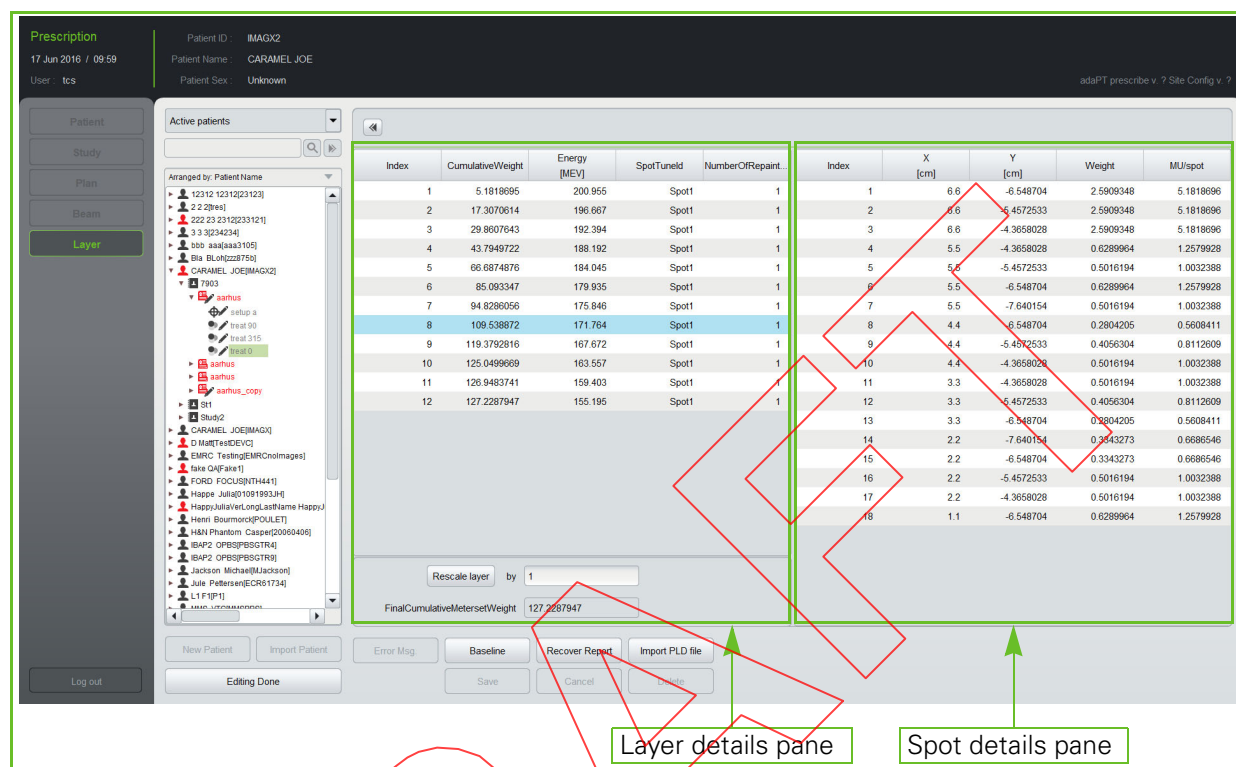 Prescription
17 Jun 2016 / 09:59
User : tcs
Patient ID : IMAGX2
Patient Name : CARAMEL JOE
Patient Sex : Unknown
adaPT prescribe v. ? Site Config v. ?
Patient
Study
Plan
Beam
Layer
Log out
Active patients
Arranged by: Patient Name
12312 12312[23123]
2 2 2[tres]
222 23 2312[233121]
3 3 3[234234]
bbb aaa[aaa3105]
Bla BLoh[zzz875b]
CARAMEL JOE[IMAGX2]
7903
aarhus
setup a
treat 90
treat 315
treat 0
aarhus
aarhus
aarhus_copy
St1
Study2
CARAMEL JOE[IMAGX]
D Matt[TestDEVC]
EMRC Testing[EMRCnoImages]
fake QA[Fake1]
FORD FOCUS[NTH441]
Happe Julia[01091993JH]
HappyJuliaVerLongLastName HappyJ
Henri Bourmorck[POULET]
H&N Phantom Casper[20060406]
IBAP2 OPBS[PBSGTR4]
IBAP2 OPBS[PBSGTR9]
Jackson Michael[MJackson]
Jule Pettersen[ECR61734]
L1 F1[P1]
New Patient Import Patient
Editing Done
Index CumulativeWeight Energy [MEV] SpotTuneId NumberOfRepaint...
1 5.1818695 200.955 Spot1 1
2 17.3070614 196.667 Spot1 1
3 29.8607643 192.394 Spot1 1
4 43.7949722 188.192 Spot1 1
5 66.6874876 184.045 Spot1 1
6 85.093347 179.935 Spot1 1
7 94.8286056 175.846 Spot1 1
8 109.538872 171.764 Spot1 1
9 119.3792816 167.672 Spot1 1
10 125.0499669 163.557 Spot1 1
11 126.9483741 159.403 Spot1 1
12 127.2287947 155.195 Spot1 1
Rescale layer by 1
FinalCumulativeMetersetWeight 127.2287947
Error Msg. Baseline Recover Report Import PLD file
Save Cancel Delete
Index X [cm] Y [cm] Weight MU/spot
1 6.6 -6.548704 2.5909348 5.1818696
2 6.6 -5.4572533 2.5909348 5.1818696
3 6.6 -4.3658028 2.5909348 5.1818696
4 5.5 -4.3658028 0.6289964 1.2579928
5 5.5 -5.4572533 0.5016194 1.0032388
6 5.5 -6.548704 0.6289964 1.2579928
7 5.5 -7.640154 0.5016194 1.0032388
8 4.4 -6.548704 0.2804205 0.5608411
9 4.4 -5.4572533 0.4056304 0.8112609
10 4.4 -4.3658028 0.5016194 1.0032388
11 3.3 -4.3658028 0.5016194 1.0032388
12 3.3 -5.4572533 0.4056304 0.8112609
13 3.3 -6.548704 0.2804205 0.5608411
14 2.2 -7.640154 0.3343273 0.6686546
15 2.2 -6.548704 0.3343273 0.6686546
16 2.2 -5.4572533 0.5016194 1.0032388
17 2.2 -4.3658028 0.5016194 1.0032388
18 1.1 -6.548704 0.6289964 1.2579928
Layer details pane
Spot details pane